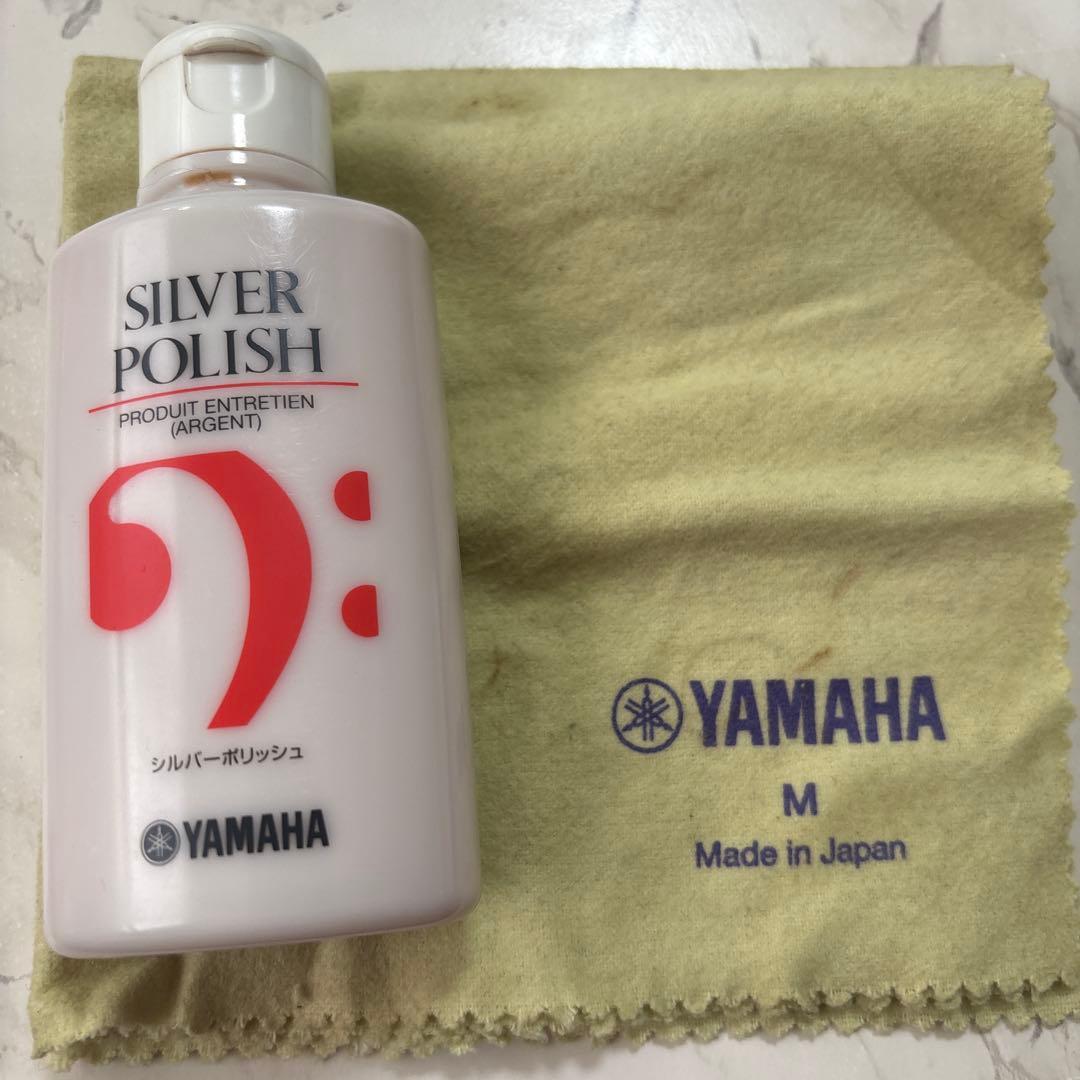 SILVER
POLISH
PRODUIT ENTRETIEN
(ARGENT)
シルバーポリッシュ
YAMAHA
YAMAHA
M
Made in Japan